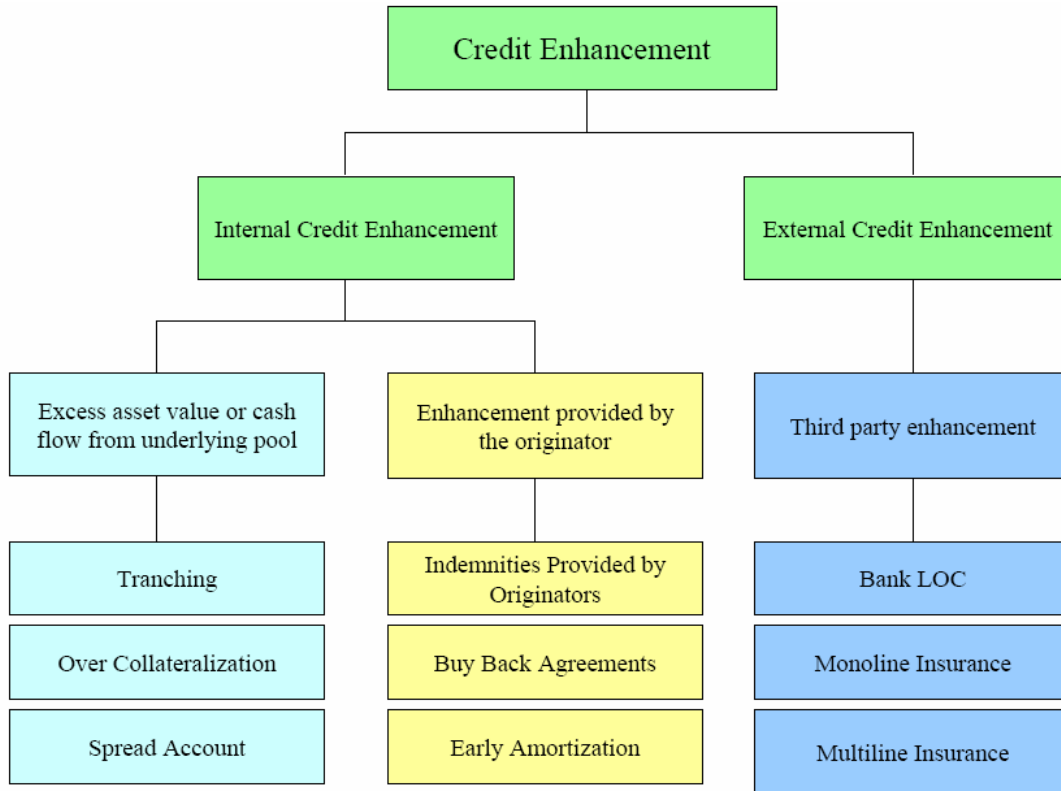 Credit Enhancement
Internal Credit Enhancement
External Credit Enhancement
Excess asset value or cash
flow from underlying pool
Enhancement provided by
the originator
Third party enhancement
Tranching
Indemnities Provided by
Originators
Bank LOC
Over Collateralization
Buy Back Agreements
Monoline Insurance
Spread Account
Early Amortization
Multiline Insurance